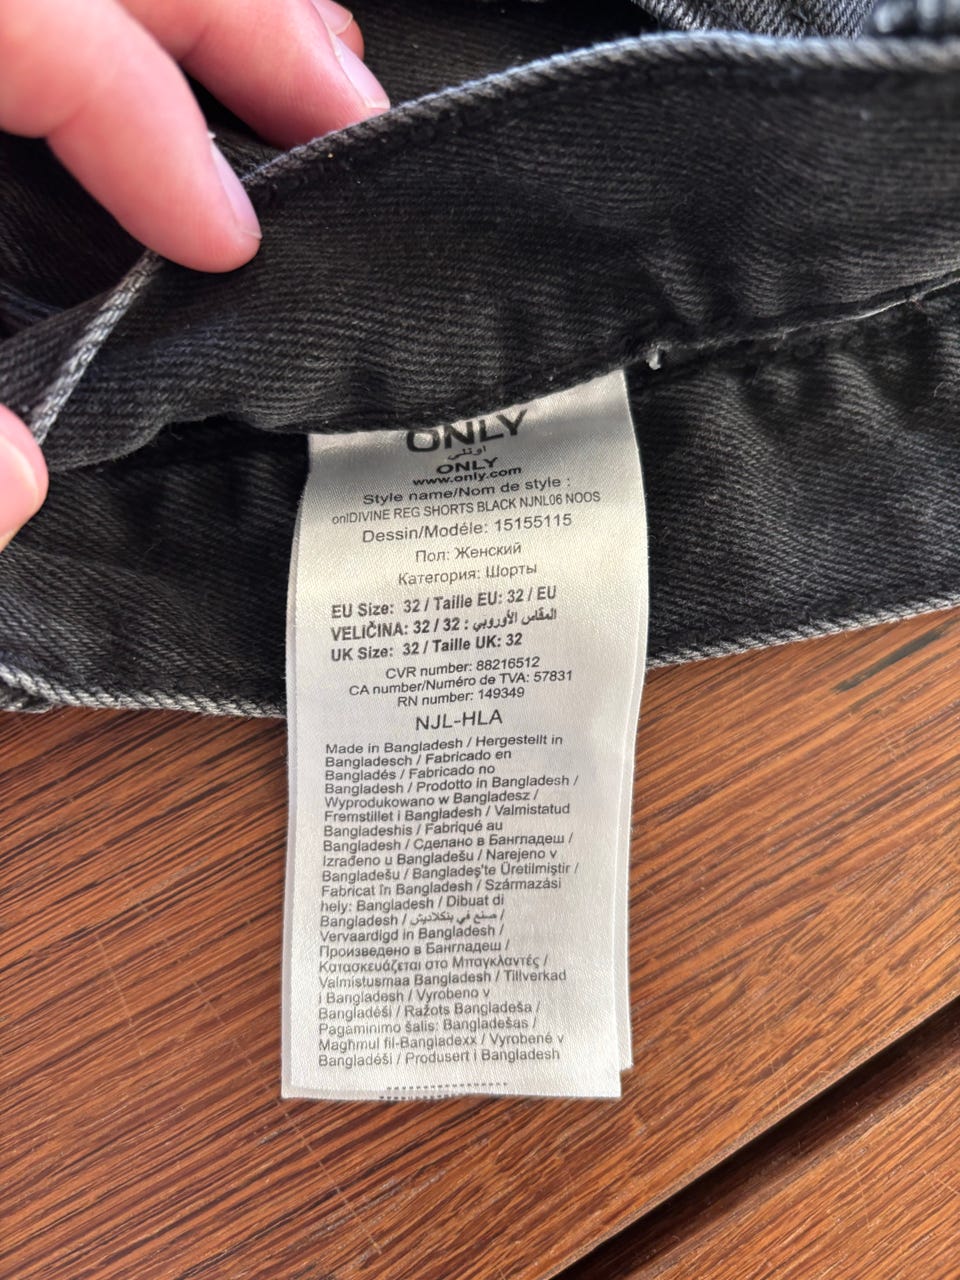 ONLY
اونلي
ONLY
www.only.com
Style name/Nom de style :
onlDIVINE REG SHORTS BLACK NJNL06 NOOS
Dessin/Modéle: 15155115
Пол: Женский
Категория: Шорты
EU Size: 32 / Taille EU: 32 / EU
VELIČINA: 32 / 32 : المقاس الأوروبي
UK Size: 32 / Taille UK: 32
CVR number: 88216512
CA number/Numéro de TVA: 57831
RN number: 149349
NJL-HLA
Made in Bangladesh / Hergestellt in
Bangladesch / Fabricado en
Bangladés / Fabricado no
Bangladesh / Prodotto in Bangladesh /
Wyprodukowano w Bangladesz /
Fremstillet i Bangladesh / Valmistatud
Bangladeshis / Fabriqué au
Bangladesh / Сделано в Бангладеш /
Izrađeno u Bangladešu / Narejeno v
Bangladešu / Bangladeş'te Üretilmiştir /
Fabricat în Bangladesh / Származási
hely: Bangladesh / Dibuat di
Bangladesh / صنع في بنكلاديش /
Vervaardigd in Bangladesh /
Произведено в Бангладеш /
Κατασκευάζεται στο Μπαγκλαντές /
Valmistusmaa Bangladesh / Tillverkad
i Bangladesh / Vyrobeno v
Bangladéši / Ražots Bangladeša /
Pagaminimo šalis: Bangladešas /
Magħmul fil-Bangladexx / Vyrobené v
Bangladéši / Produsert i Bangladesh